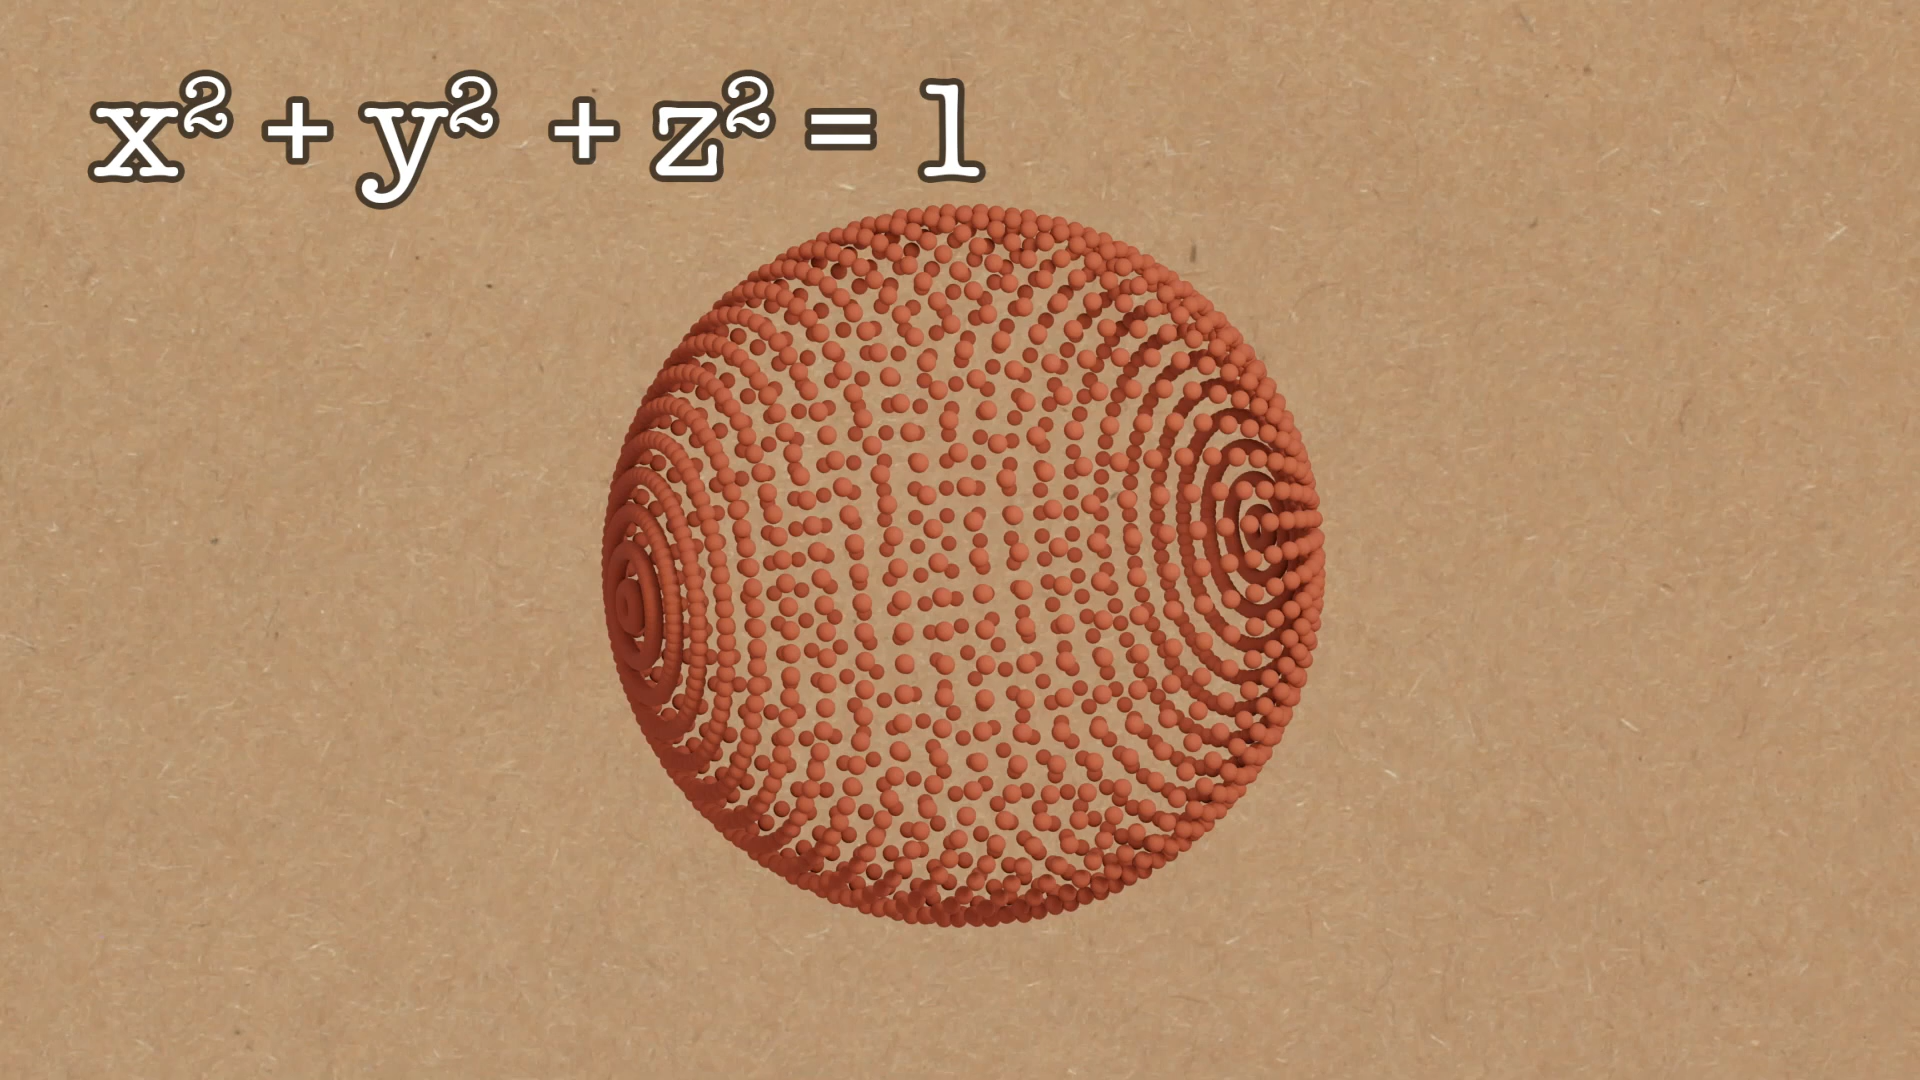 x² + y² + z² = 1